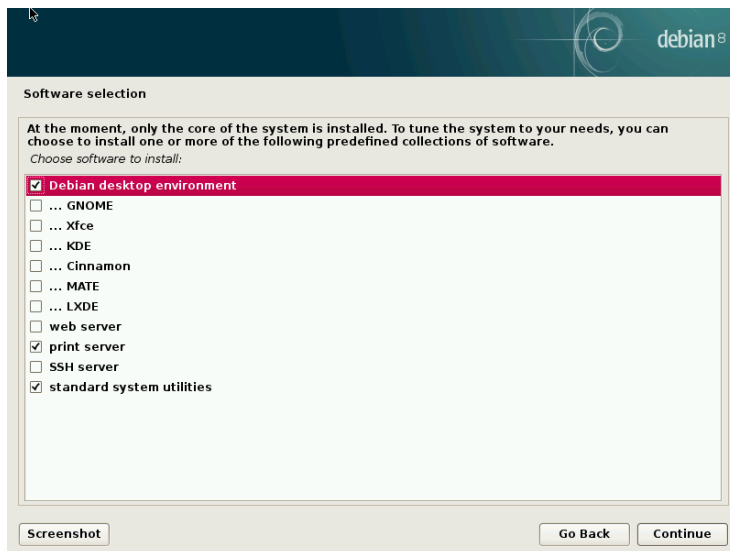 debian 8
Software selection
At the moment, only the core of the system is installed. To tune the system to your needs, you can
choose to install one or more of the following predefined collections of software.
Choose software to install:
Debian desktop environment
... GNOME
... Xfce
... KDE
... Cinnamon
... MATE
... LXDE
web server
print server
SSH server
standard system utilities
Screenshot
Go Back
Continue